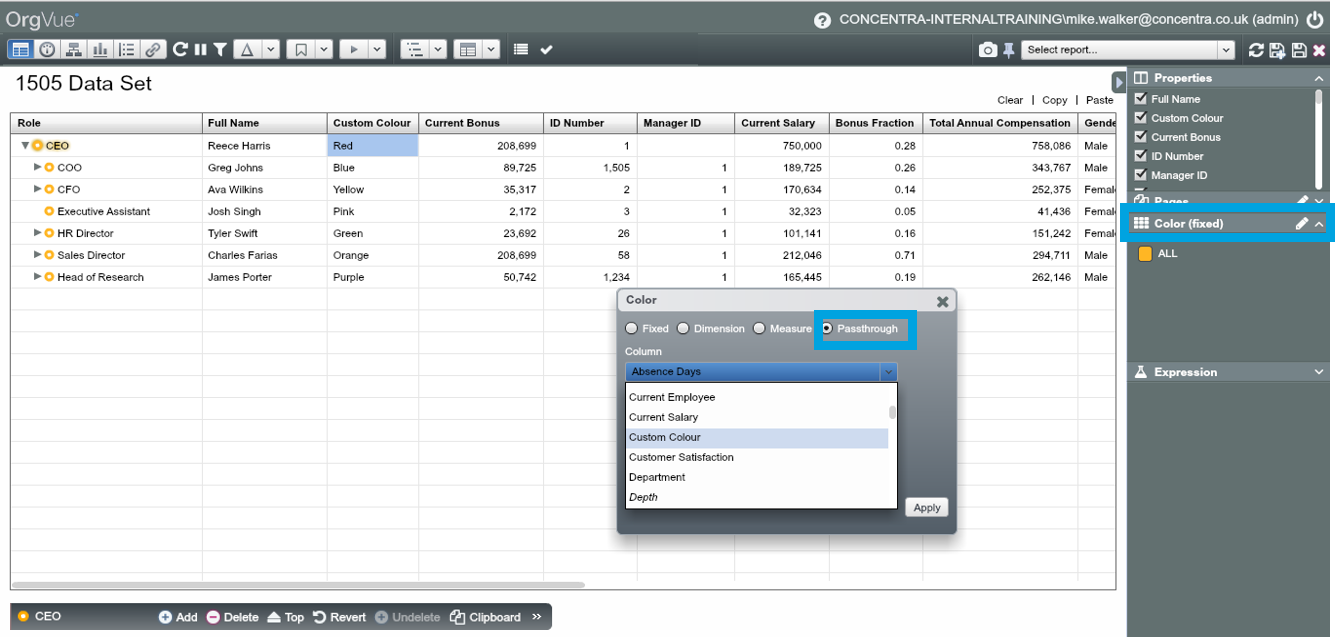 OrgVue
? CONCENTRA-INTERNALTRAINING\mike.walker@concentra.co.uk (admin)
Select report...
1505 Data Set
Clear | Copy | Paste
Role Full Name Custom Colour Current Bonus ID Number Manager ID Current Salary Bonus Fraction Total Annual Compensation Gende
CEO Reece Harris Red 208,699 1 750,000 0.28 758,086 Male
COO Greg Johns Blue 89,725 1,505 1 189,725 0.26 343,767 Male
CFO Ava Wilkins Yellow 35,317 2 1 170,634 0.14 252,375 Femal
Executive Assistant Josh Singh Pink 2,172 3 1 32,323 0.05 41,436 Femal
HR Director Tyler Swift Green 23,692 26 1 101,141 0.16 151,242 Femal
Sales Director Charles Farias Orange 208,699 58 1 212,046 0.71 294,711 Male
Head of Research James Porter Purple 50,742 1,234 1 165,445 0.19 262,146 Male
Color
Fixed Dimension Measure Passthrough
Column
Absence Days
Current Employee
Current Salary
Custom Colour
Customer Satisfaction
Department
Depth
Apply
Properties
Full Name
Custom Colour
Current Bonus
ID Number
Manager ID
Pages
Color (fixed)
ALL
Expression
CEO Add Delete Top Revert Undelete Clipboard »